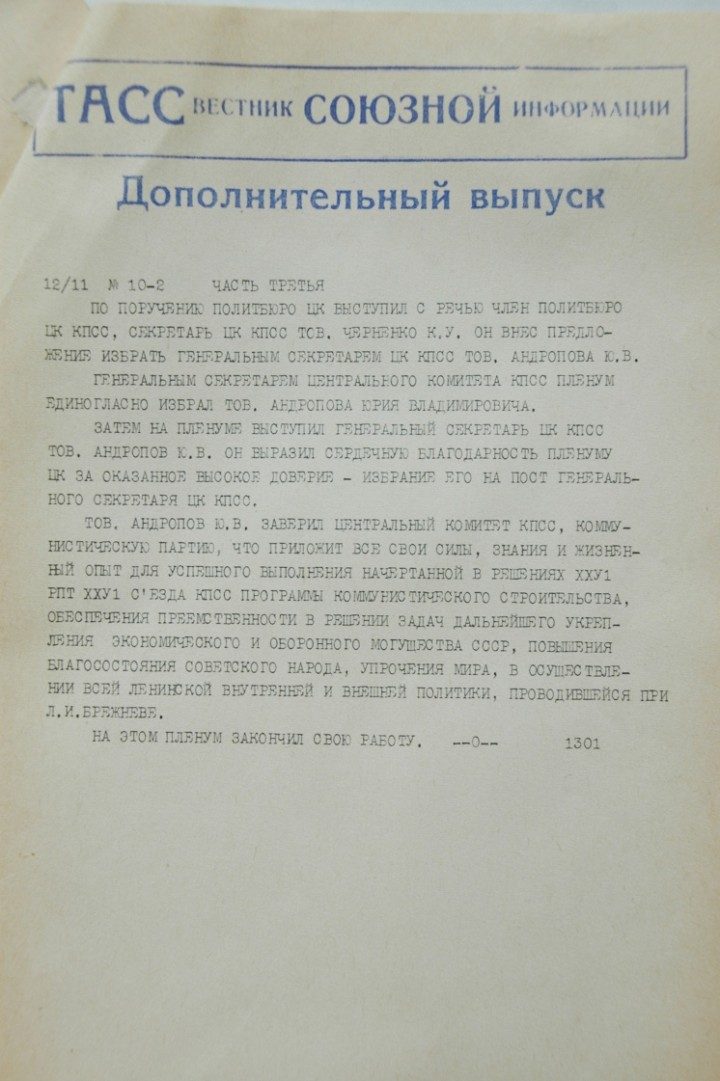 ТАСС ВЕСТНИК СОЮЗНОЙ ИНФОРМАЦИИ
Дополнительный выпуск
12/11 № 10-2 ЧАСТЬ ТРЕТЬЯ
ПО ПОРУЧЕНИЮ ПОЛИТБЮРО ЦК ВЫСТУПИЛ С РЕЧЬЮ ЧЛЕН ПОЛИТБЮРО
ЦК КПСС, СЕКРЕТАРЬ ЦК КПСС ТОВ. ЧЕРНЕНКО К.У. ОН ВНЕС ПРЕДЛО-
ЖЕНИЕ ИЗБРАТЬ ГЕНЕРАЛЬНЫМ СЕКРЕТАРЕМ ЦК КПСС ТОВ. АНДРОПОВА Ю.В.
ГЕНЕРАЛЬНЫМ СЕКРЕТАРЕМ ЦЕНТРАЛЬНОГО КОМИТЕТА КПСС ПЛЕНУМ
ЕДИНОГЛАСНО ИЗБРАЛ ТОВ. АНДРОПОВА ЮРИЯ ВЛАДИМИРОВИЧА.
ЗАТЕМ НА ПЛЕНУМЕ ВЫСТУПИЛ ГЕНЕРАЛЬНЫЙ СЕКРЕТАРЬ ЦК КПСС
ТОВ. АНДРОПОВ Ю.В. ОН ВЫРАЗИЛ СЕРДЕЧНУЮ БЛАГОДАРНОСТЬ ПЛЕНУМУ
ЦК ЗА ОКАЗАННОЕ ВЫСОКОЕ ДОВЕРИЕ - ИЗБРАНИЕ ЕГО НА ПОСТ ГЕНЕРАЛЬ-
НОГО СЕКРЕТАРЯ ЦК КПСС.
ТОВ. АНДРОПОВ Ю.В. ЗАВЕРИЛ ЦЕНТРАЛЬНЫЙ КОМИТЕТ КПСС, КОММУ-
НИСТИЧЕСКУЮ ПАРТИЮ, ЧТО ПРИЛОЖИТ ВСЕ СВОИ СИЛЫ, ЗНАНИЯ И ЖИЗНЕН-
НЫЙ ОПЫТ ДЛЯ УСПЕШНОГО ВЫПОЛНЕНИЯ НАЧЕРТАННОЙ В РЕШЕНИЯХ ХХУ1
РПТ ХХУ1 С'ЕЗДА КПСС ПРОГРАММЫ КОММУНИСТИЧЕСКОГО СТРОИТЕЛЬСТВА,
ОБЕСПЕЧЕНИЯ ПРЕЕМСТВЕННОСТИ В РЕШЕНИИ ЗАДАЧ ДАЛЬНЕЙШЕГО УКРЕП-
ЛЕНИЯ ЭКОНОМИЧЕСКОГО И ОБОРОННОГО МОГУЩЕСТВА СССР, ПОВЫШЕНИЯ
БЛАГОСОСТОЯНИЯ СОВЕТСКОГО НАРОДА, УПРОЧЕНИЯ МИРА, В ОСУЩЕСТВЛЕ-
НИИ ВСЕЙ ЛЕНИНСКОЙ ВНУТРЕННЕЙ И ВНЕШНЕЙ ПОЛИТИКИ, ПРОВОДИВШЕЙСЯ ПРИ
Л.И.БРЕЖНЕВЕ.
НА ЭТОМ ПЛЕНУМ ЗАКОНЧИЛ СВОЮ РАБОТУ. --0-- 1301